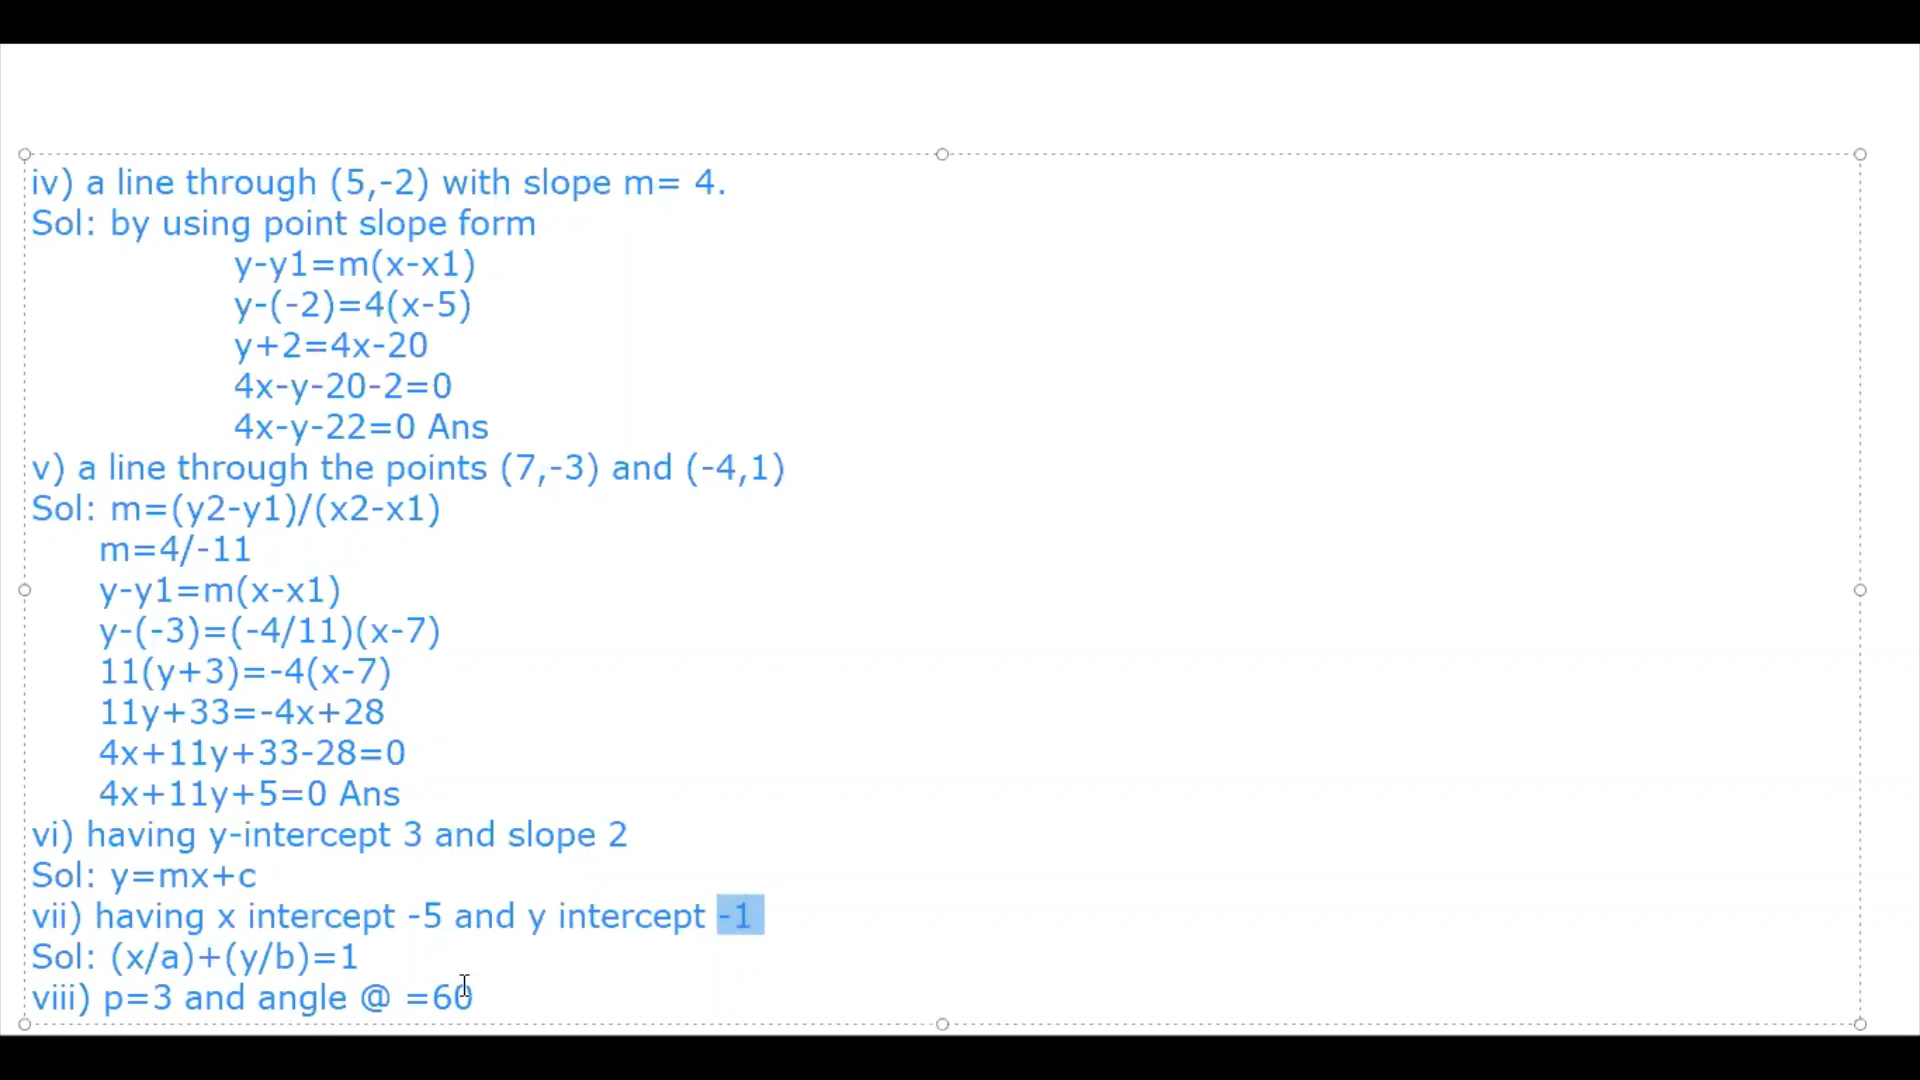 iv) a line through (5,-2) with slope m= 4.
Sol: by using point slope form
y-y1=m(x-x1)
y-(-2)=4(x-5)
y+2=4x-20
4x-y-20-2=0
4x-y-22=0 Ans
v) a line through the points (7,-3) and (-4,1)
Sol: m=(y2-y1)/(x2-x1)
m=4/-11
y-y1=m(x-x1)
y-(-3)=(-4/11)(x-7)
11(y+3)=-4(x-7)
11y+33=-4x+28
4x+11y+33-28=0
4x+11y+5=0 Ans
vi) having y-intercept 3 and slope 2
Sol: y=mx+c
vii) having x intercept -5 and y intercept -1
Sol: (x/a)+(y/b)=1
viii) p=3 and angle @ =60